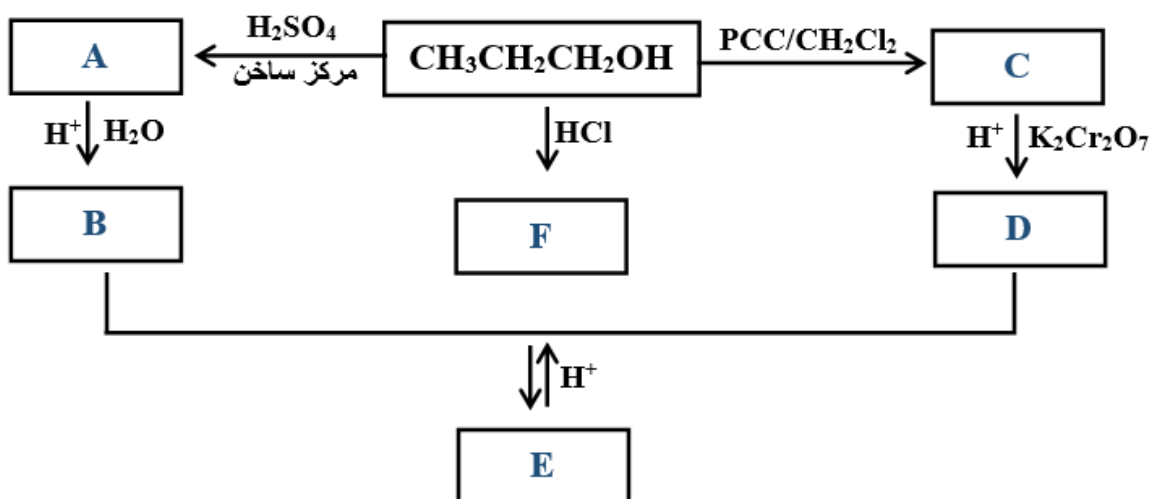 A
H₂SO₄
مركز ساخن
CH₃CH₂CH₂OH
PCC/CH₂Cl₂
C
H⁺ H₂O
HCl
H⁺ K₂Cr₂O₇
B
F
D
H⁺
E